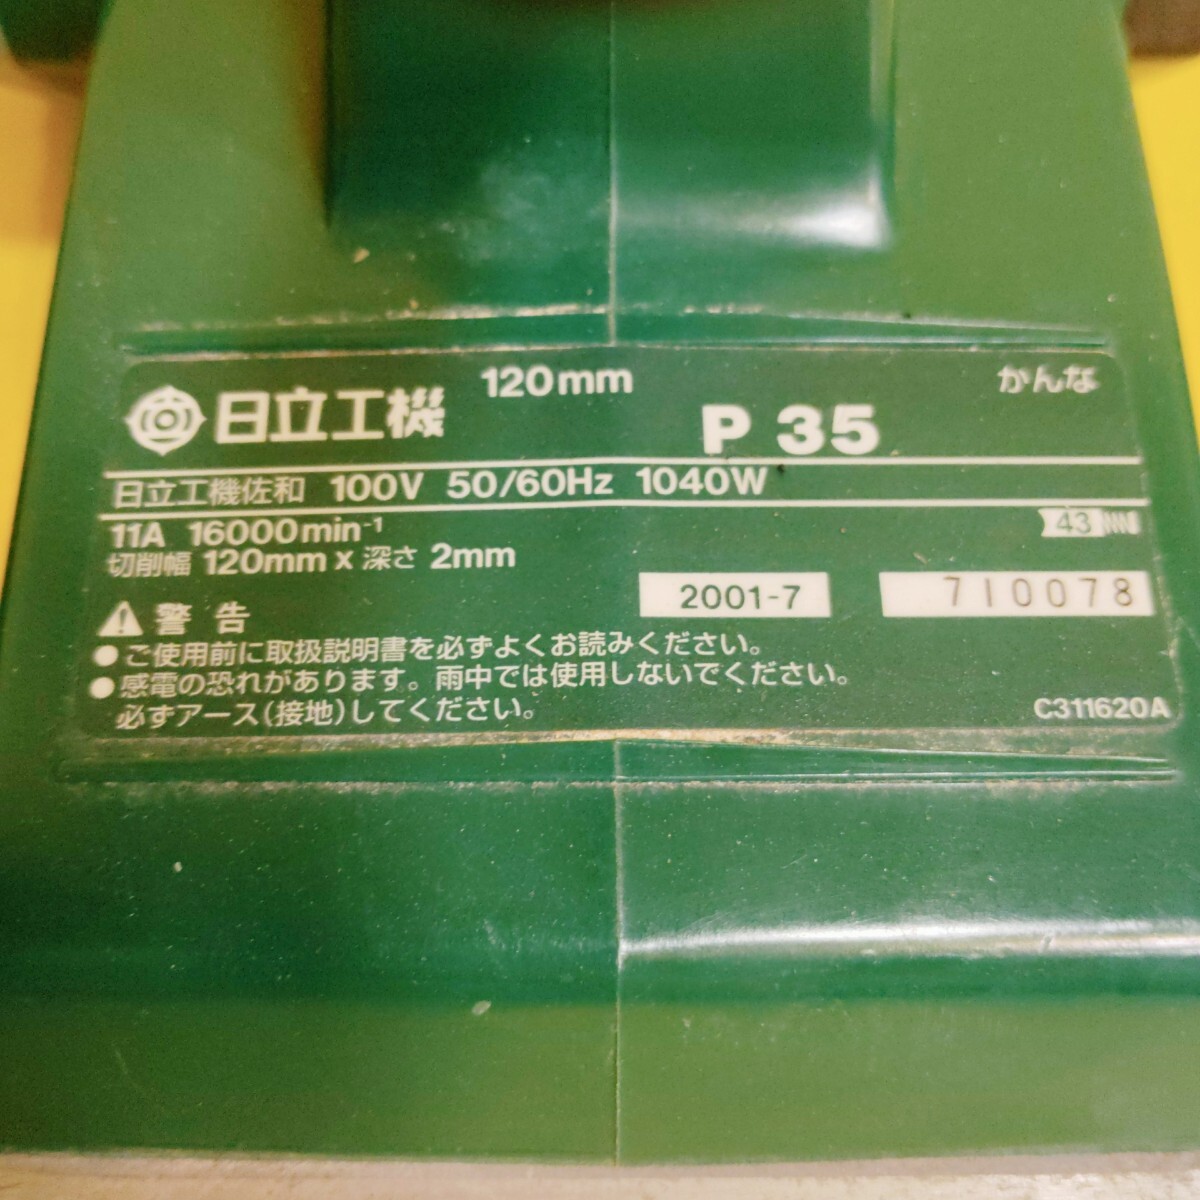 日立工機 120mm かんな
P 35
日立工機佐和 100V 50/60Hz 1040W
11A 16000min⁻¹
43
切削幅 120mm x 深さ 2mm
2001-7 710078
警告
●ご使用前に取扱説明書を必ずよくお読みください。
●感電の恐れがあります。雨中では使用しないでください。
必ずアース(接地)してください。
C311620A